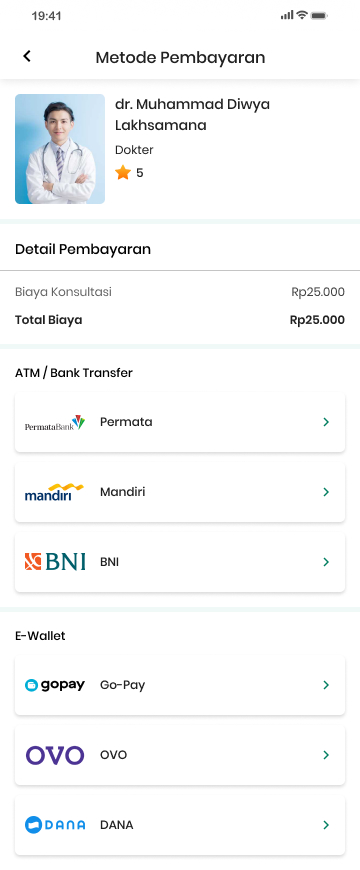 19:41
Metode Pembayaran
dr. Muhammad Diwya
Lakhsamana
Dokter
5
Detail Pembayaran
Biaya Konsultasi Rp25.000
Total Biaya Rp25.000
ATM / Bank Transfer
PermataBank Permata
mandiri Mandiri
BNI BNI
E-Wallet
gopay Go-Pay
OVO OVO
DANA DANA